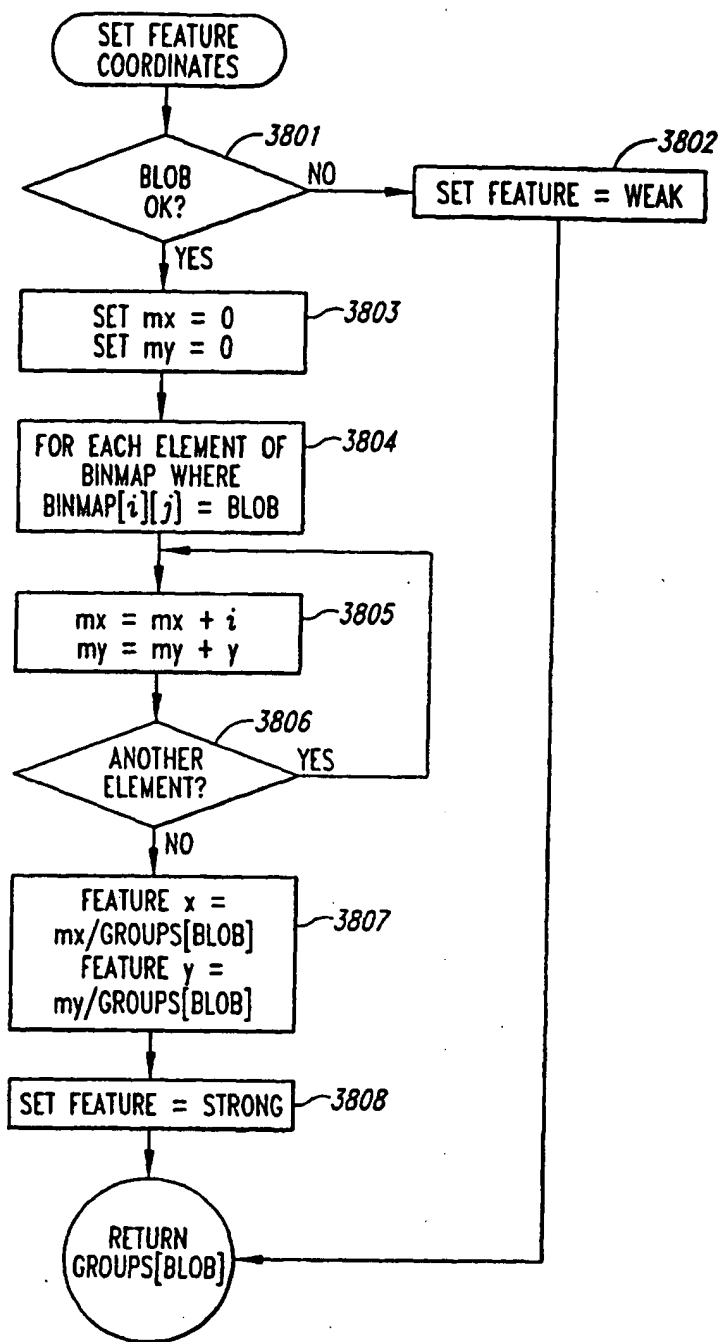 SET FEATURE
COORDINATES
3801
BLOB
OK?
NO
3802
SET FEATURE = WEAK
YES
SET mx = 0
SET my = 0
3803
FOR EACH ELEMENT OF
BINMAP WHERE
BINMAP[i][j] = BLOB
3804
mx = mx + i
my = my + y
3805
3806
ANOTHER
ELEMENT?
YES
NO
FEATURE x =
mx/GROUPS[BLOB]
FEATURE y =
my/GROUPS[BLOB]
3807
SET FEATURE = STRONG
3808
RETURN
GROUPS[BLOB]